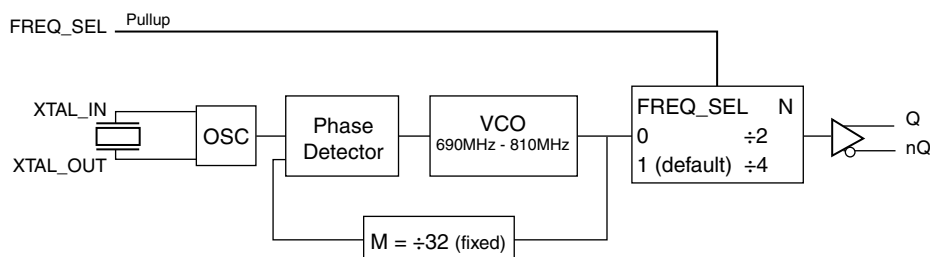 FREQ_SEL Pullup
XTAL_IN
XTAL_OUT
OSC
Phase
Detector
VCO
690MHz - 810MHz
FREQ_SEL N
0 ÷2
1 (default) ÷4
Q
nQ
M = ÷32 (fixed)